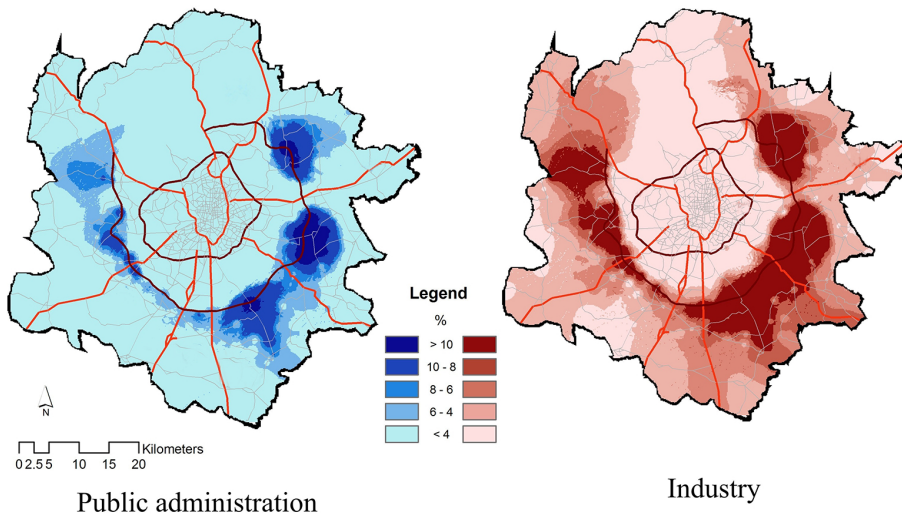 Legend
%
> 10
10 - 8
8 - 6
6 - 4
< 4
N
Kilometers
0 2.5 5 10 15 20
Public administration
Industry